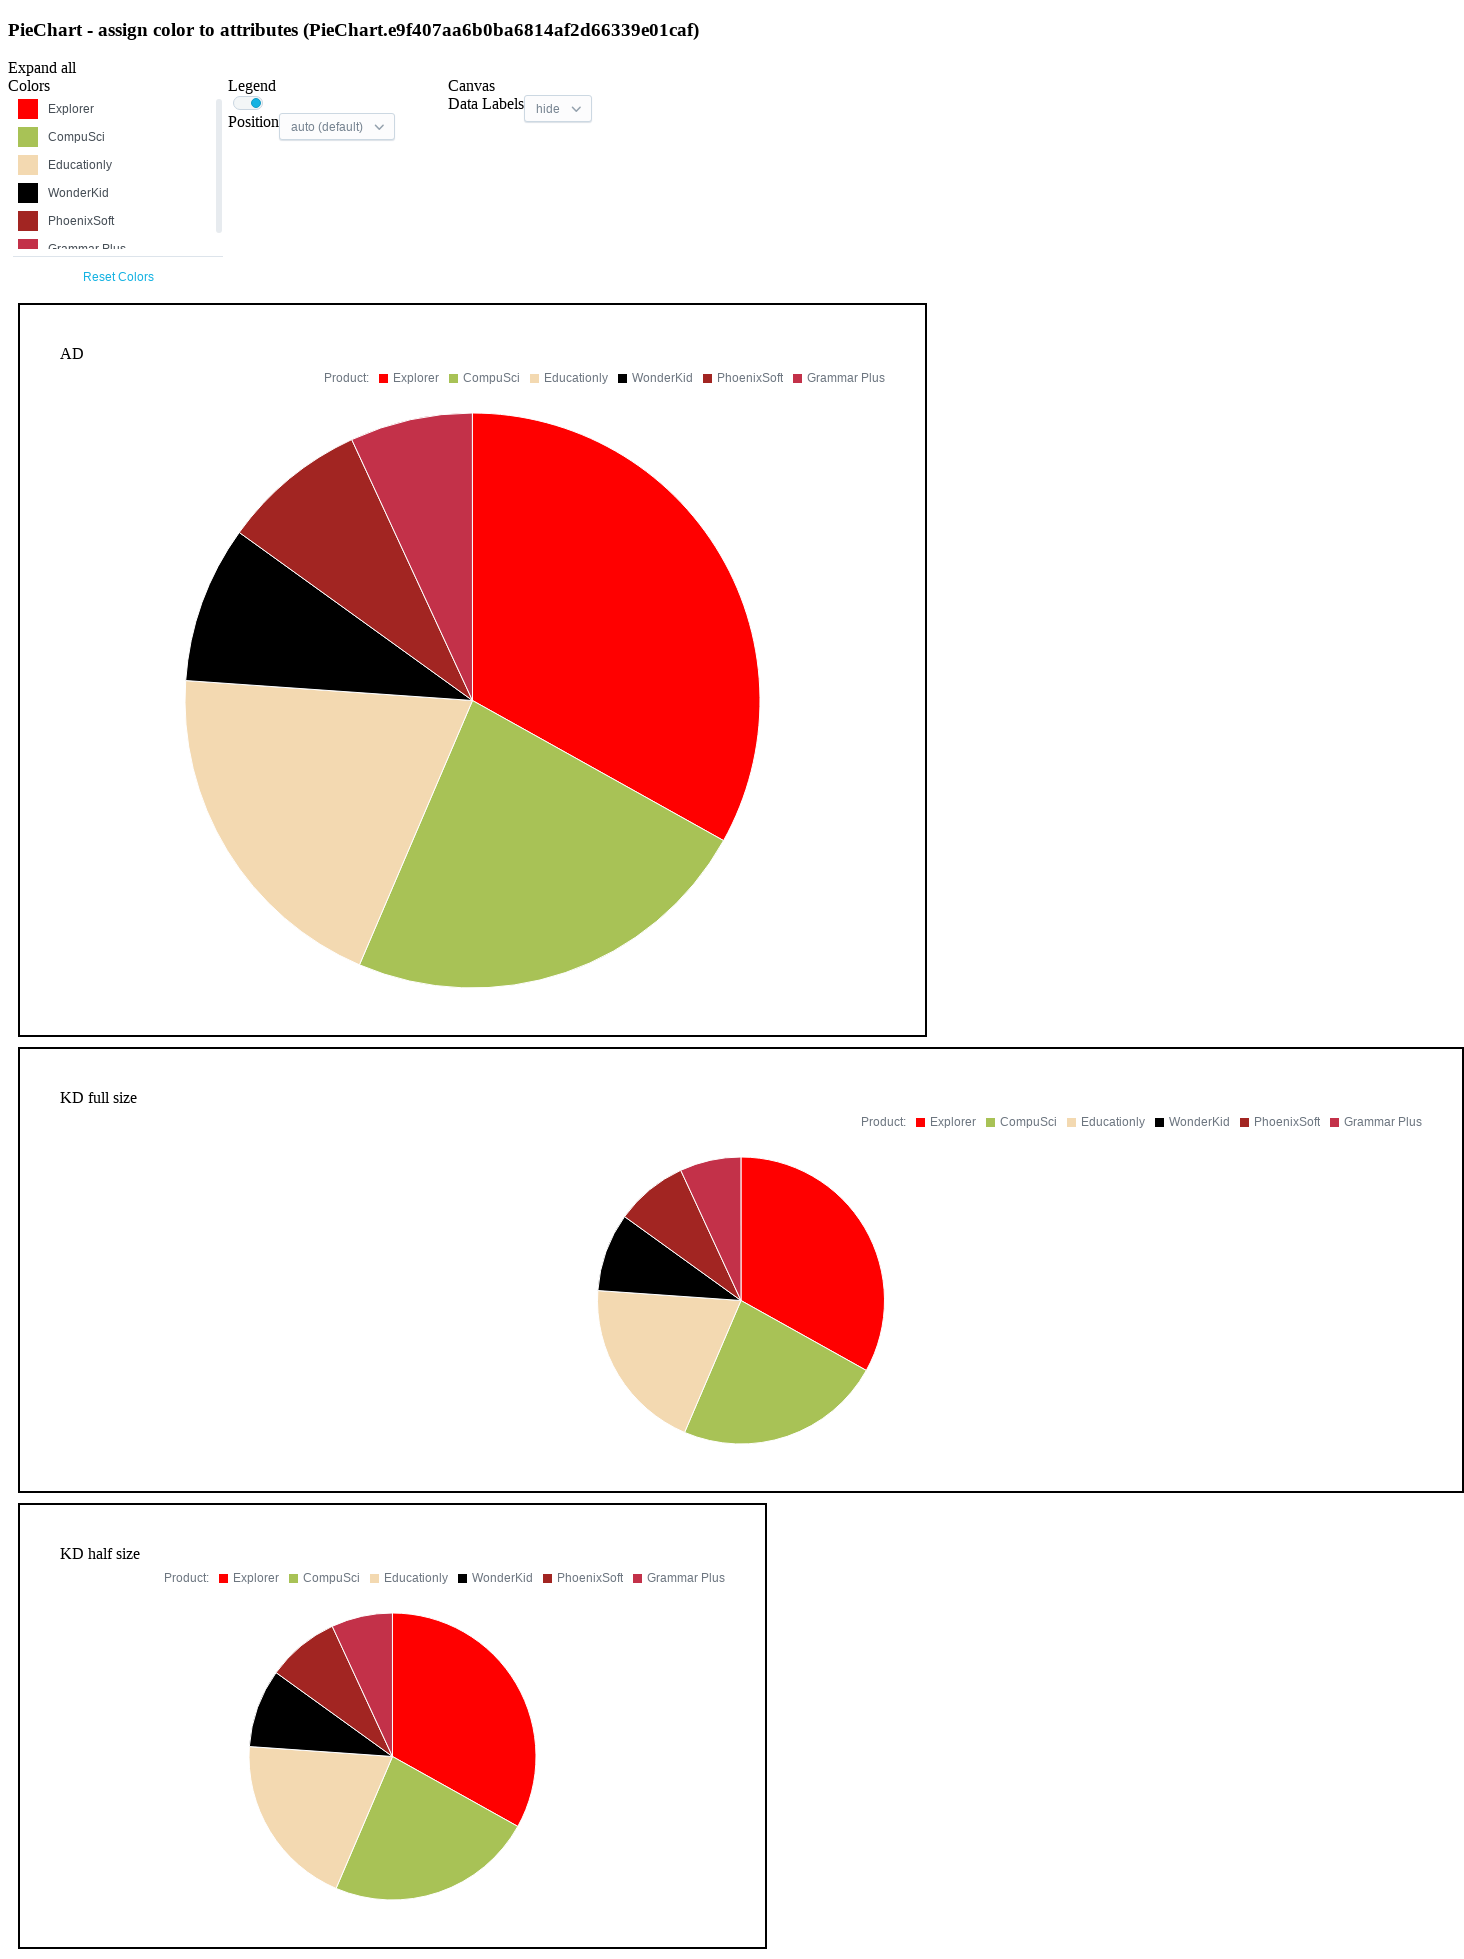 PieChart - assign color to attributes (PieChart.e9f407aa6b0ba6814af2d66339e01caf)
Expand all
Colors
Explorer
CompuSci
Educationly
WonderKid
PhoenixSoft
Grammar Plus
Reset Colors
Legend
Position auto (default)
Canvas
Data Labels hide
AD
Product: Explorer CompuSci Educationly WonderKid PhoenixSoft Grammar Plus
KD full size
Product: Explorer CompuSci Educationly WonderKid PhoenixSoft Grammar Plus
KD half size
Product: Explorer CompuSci Educationly WonderKid PhoenixSoft Grammar Plus